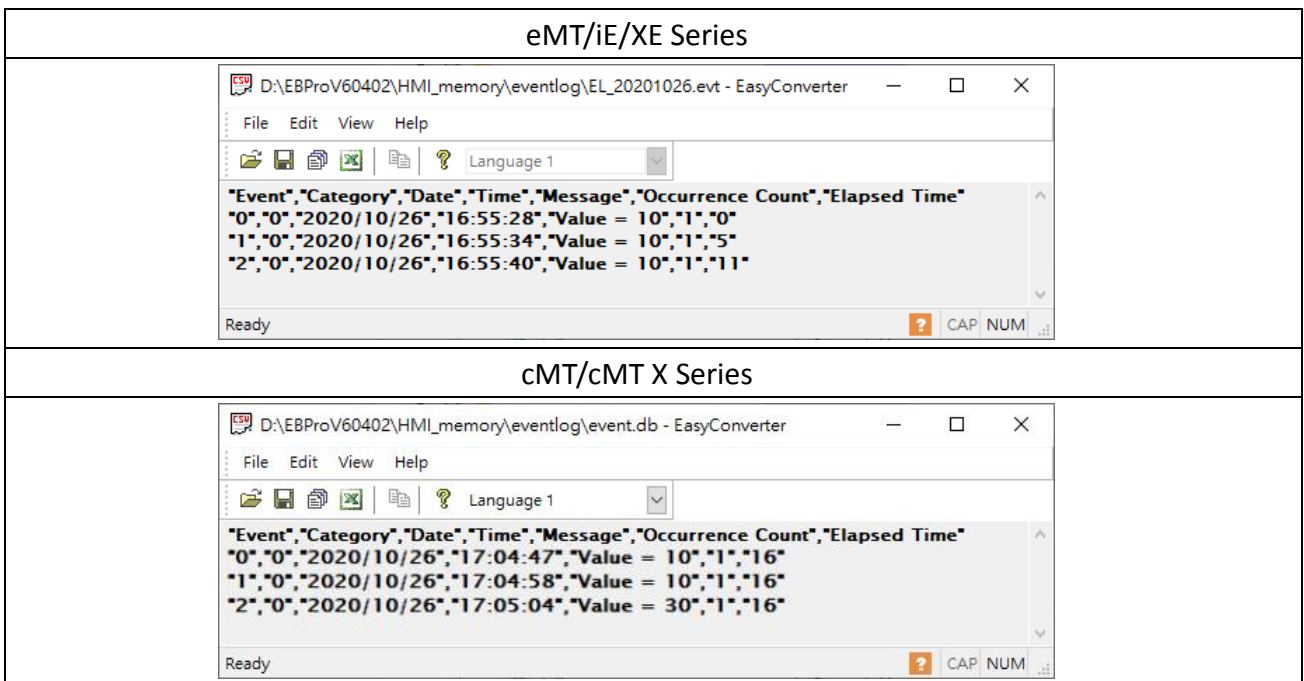 eMT/iE/XE Series
D:\EBProV60402\HMI_memory\eventlog\EL_20201026.evt - EasyConverter
File Edit View Help
Language 1
"Event","Category","Date","Time","Message","Occurrence Count","Elapsed Time"
"0","0","2020/10/26","16:55:28","Value = 10","1","0"
"1","0","2020/10/26","16:55:34","Value = 10","1","5"
"2","0","2020/10/26","16:55:40","Value = 10","1","11"
Ready ? CAP NUM
cMT/cMT X Series
D:\EBProV60402\HMI_memory\eventlog\event.db - EasyConverter
File Edit View Help
Language 1
"Event","Category","Date","Time","Message","Occurrence Count","Elapsed Time"
"0","0","2020/10/26","17:04:47","Value = 10","1","16"
"1","0","2020/10/26","17:04:58","Value = 10","1","16"
"2","0","2020/10/26","17:05:04","Value = 30","1","16"
Ready ? CAP NUM